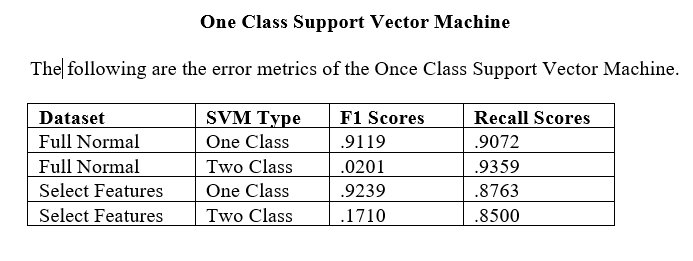 One Class Support Vector Machine
The following are the error metrics of the Once Class Support Vector Machine.
Dataset SVM Type F1 Scores Recall Scores
Full Normal One Class .9119 .9072
Full Normal Two Class .0201 .9359
Select Features One Class .9239 .8763
Select Features Two Class .1710 .8500